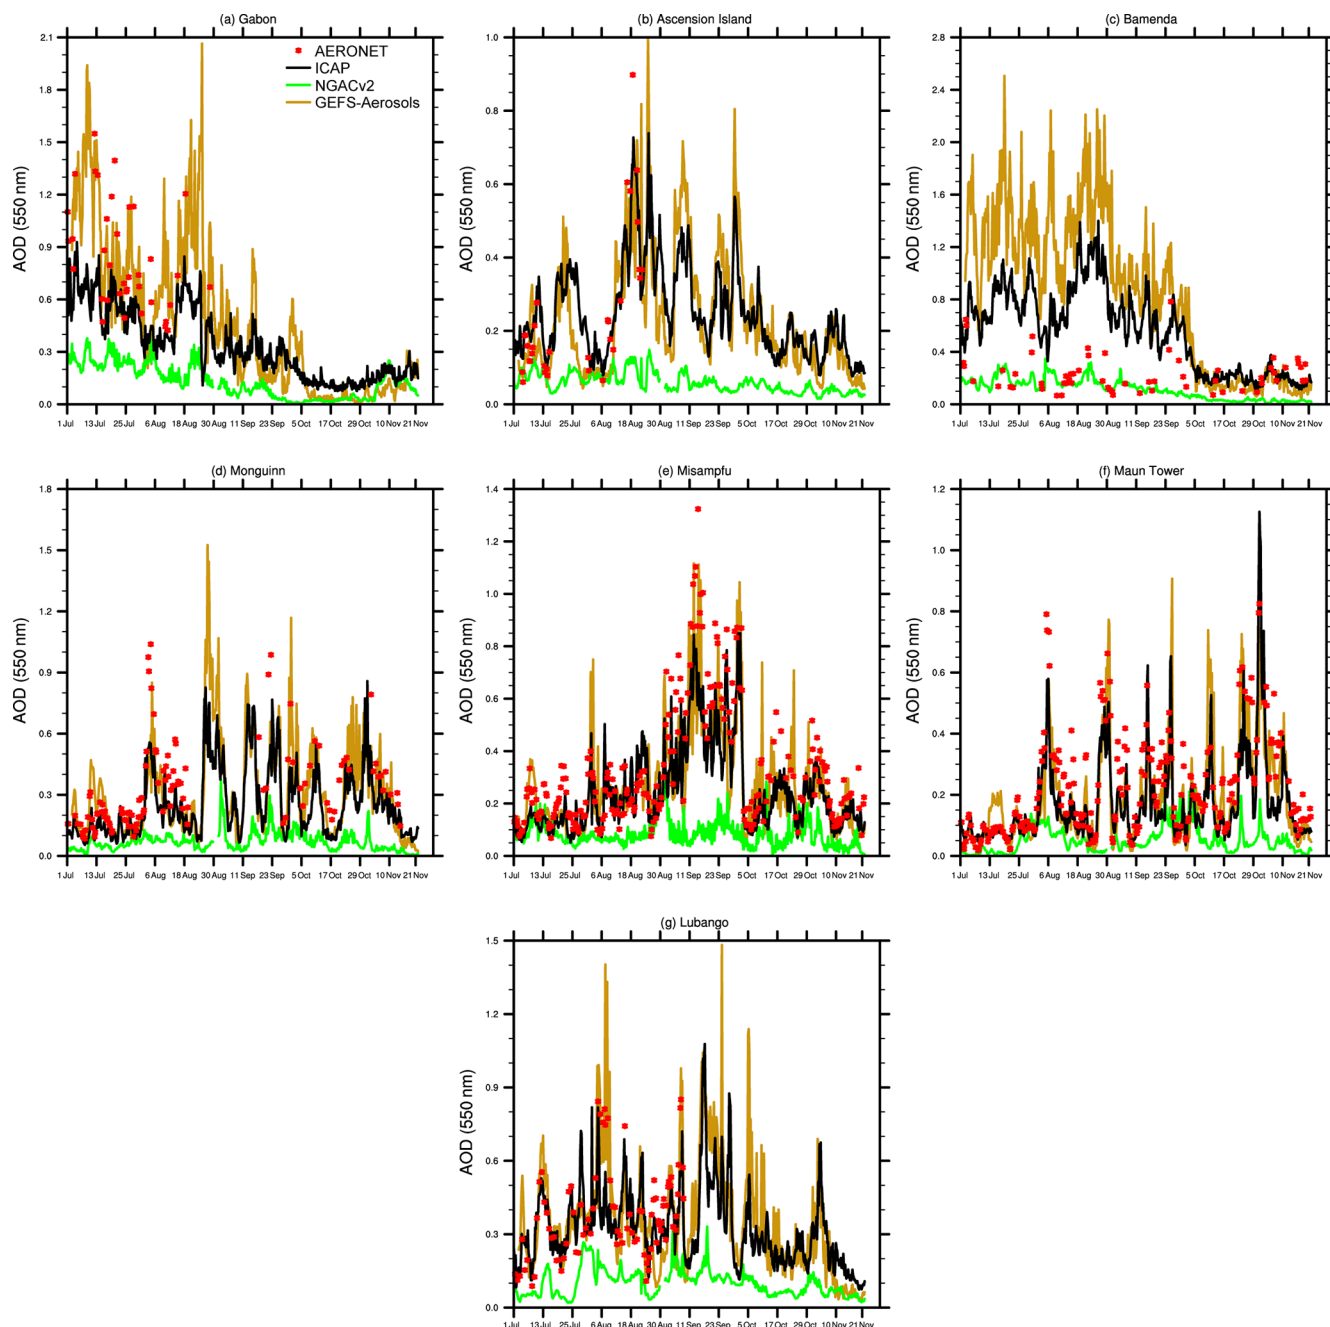 (a) Gabon
AOD (550 nm)
2.1
1.8
1.5
1.2
0.9
0.6
0.3
0.0
AERONET
ICAP
NGACv2
GEFS-Aerosols
1 Jul 13 Jul 25 Jul 6 Aug 18 Aug 30 Aug 11 Sep 23 Sep 5 Oct 17 Oct 29 Oct 10 Nov 21 Nov
(b) Ascension Island
AOD (550 nm)
1.0
0.8
0.6
0.4
0.2
0.0
1 Jul 13 Jul 25 Jul 6 Aug 18 Aug 30 Aug 11 Sep 23 Sep 5 Oct 17 Oct 29 Oct 10 Nov 21 Nov
(c) Bamenda
AOD (550 nm)
2.8
2.4
2.0
1.6
1.2
0.8
0.4
0.0
1 Jul 13 Jul 25 Jul 6 Aug 18 Aug 30 Aug 11 Sep 23 Sep 5 Oct 17 Oct 29 Oct 10 Nov 21 Nov
(d) Monguinn
AOD (550 nm)
1.8
1.5
1.2
0.9
0.6
0.3
0.0
1 Jul 13 Jul 25 Jul 6 Aug 18 Aug 30 Aug 11 Sep 23 Sep 5 Oct 17 Oct 29 Oct 10 Nov 21 Nov
(e) Misampfu
AOD (550 nm)
1.4
1.2
1.0
0.8
0.6
0.4
0.2
0.0
1 Jul 13 Jul 25 Jul 6 Aug 18 Aug 30 Aug 11 Sep 23 Sep 5 Oct 17 Oct 29 Oct 10 Nov 21 Nov
(f) Maun Tower
AOD (550 nm)
1.2
1.0
0.8
0.6
0.4
0.2
0.0
1 Jul 13 Jul 25 Jul 6 Aug 18 Aug 30 Aug 11 Sep 23 Sep 5 Oct 17 Oct 29 Oct 10 Nov 21 Nov
(g) Lubango
AOD (550 nm)
1.5
1.2
0.9
0.6
0.3
0.0
1 Jul 13 Jul 25 Jul 6 Aug 18 Aug 30 Aug 11 Sep 23 Sep 5 Oct 17 Oct 29 Oct 10 Nov 21 Nov